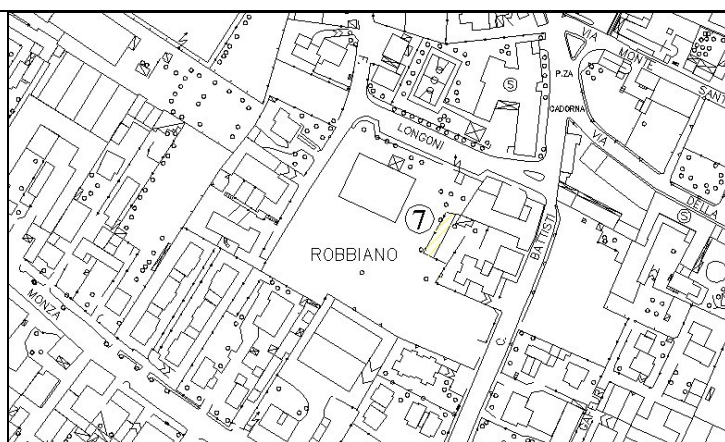 VIA
MONTE
SANT
P.ZA
CADORNA
S
LONGONI
VIA
DELLA
S
7
BATTISTI
ROBBIANO
MONZA
C.